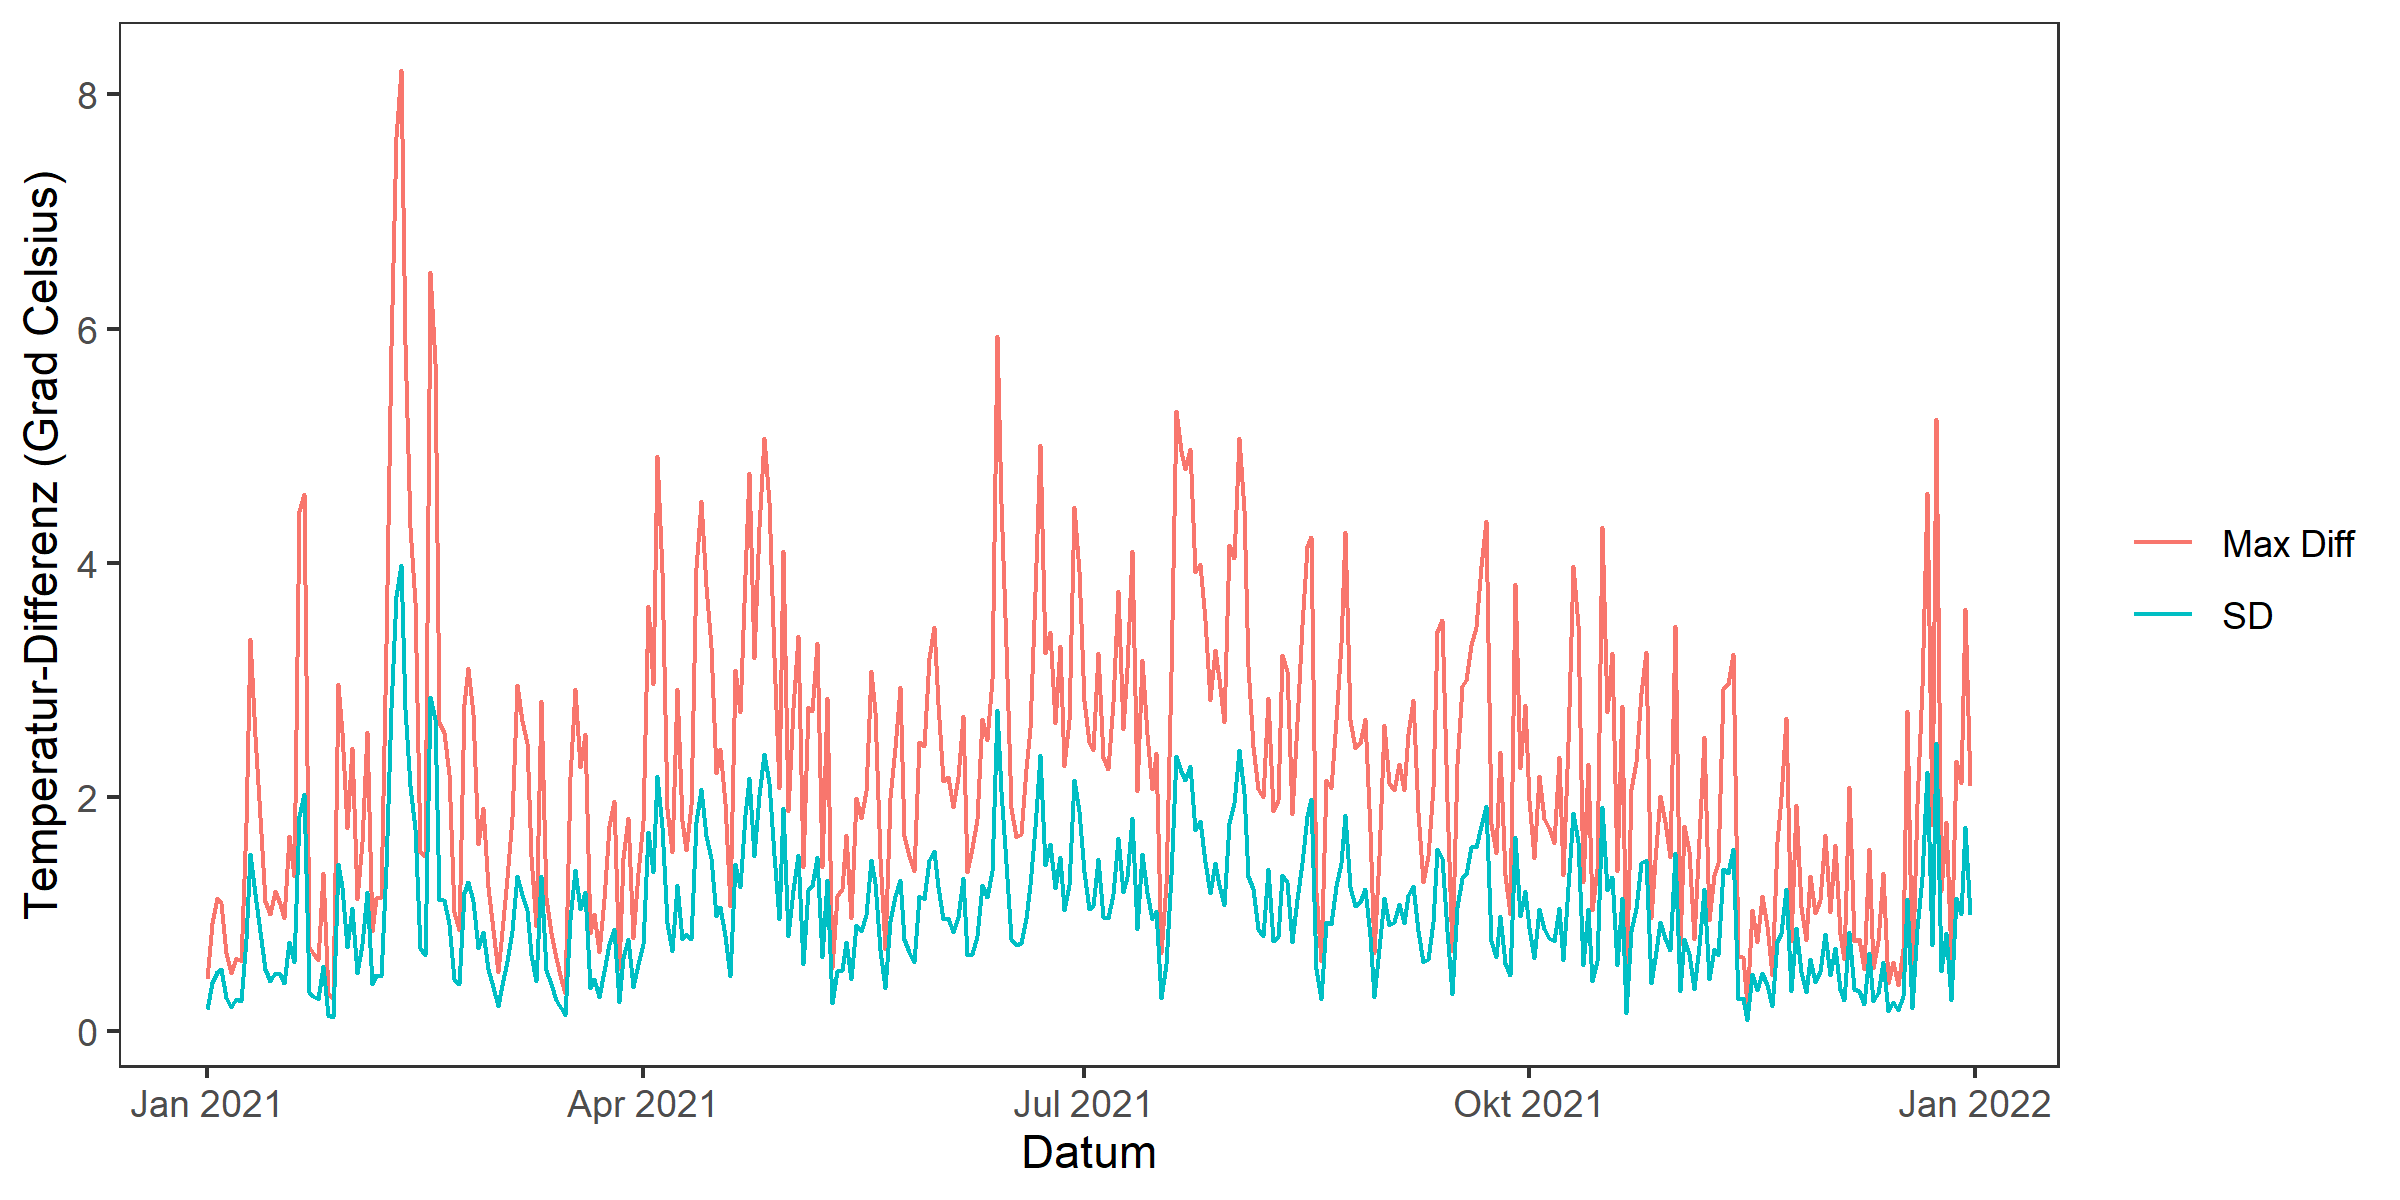 Temperatur-Differenz (Grad Celsius)
8
6
4
2
0
Jan 2021
Apr 2021
Jul 2021
Okt 2021
Jan 2022
Datum
Max Diff
SD